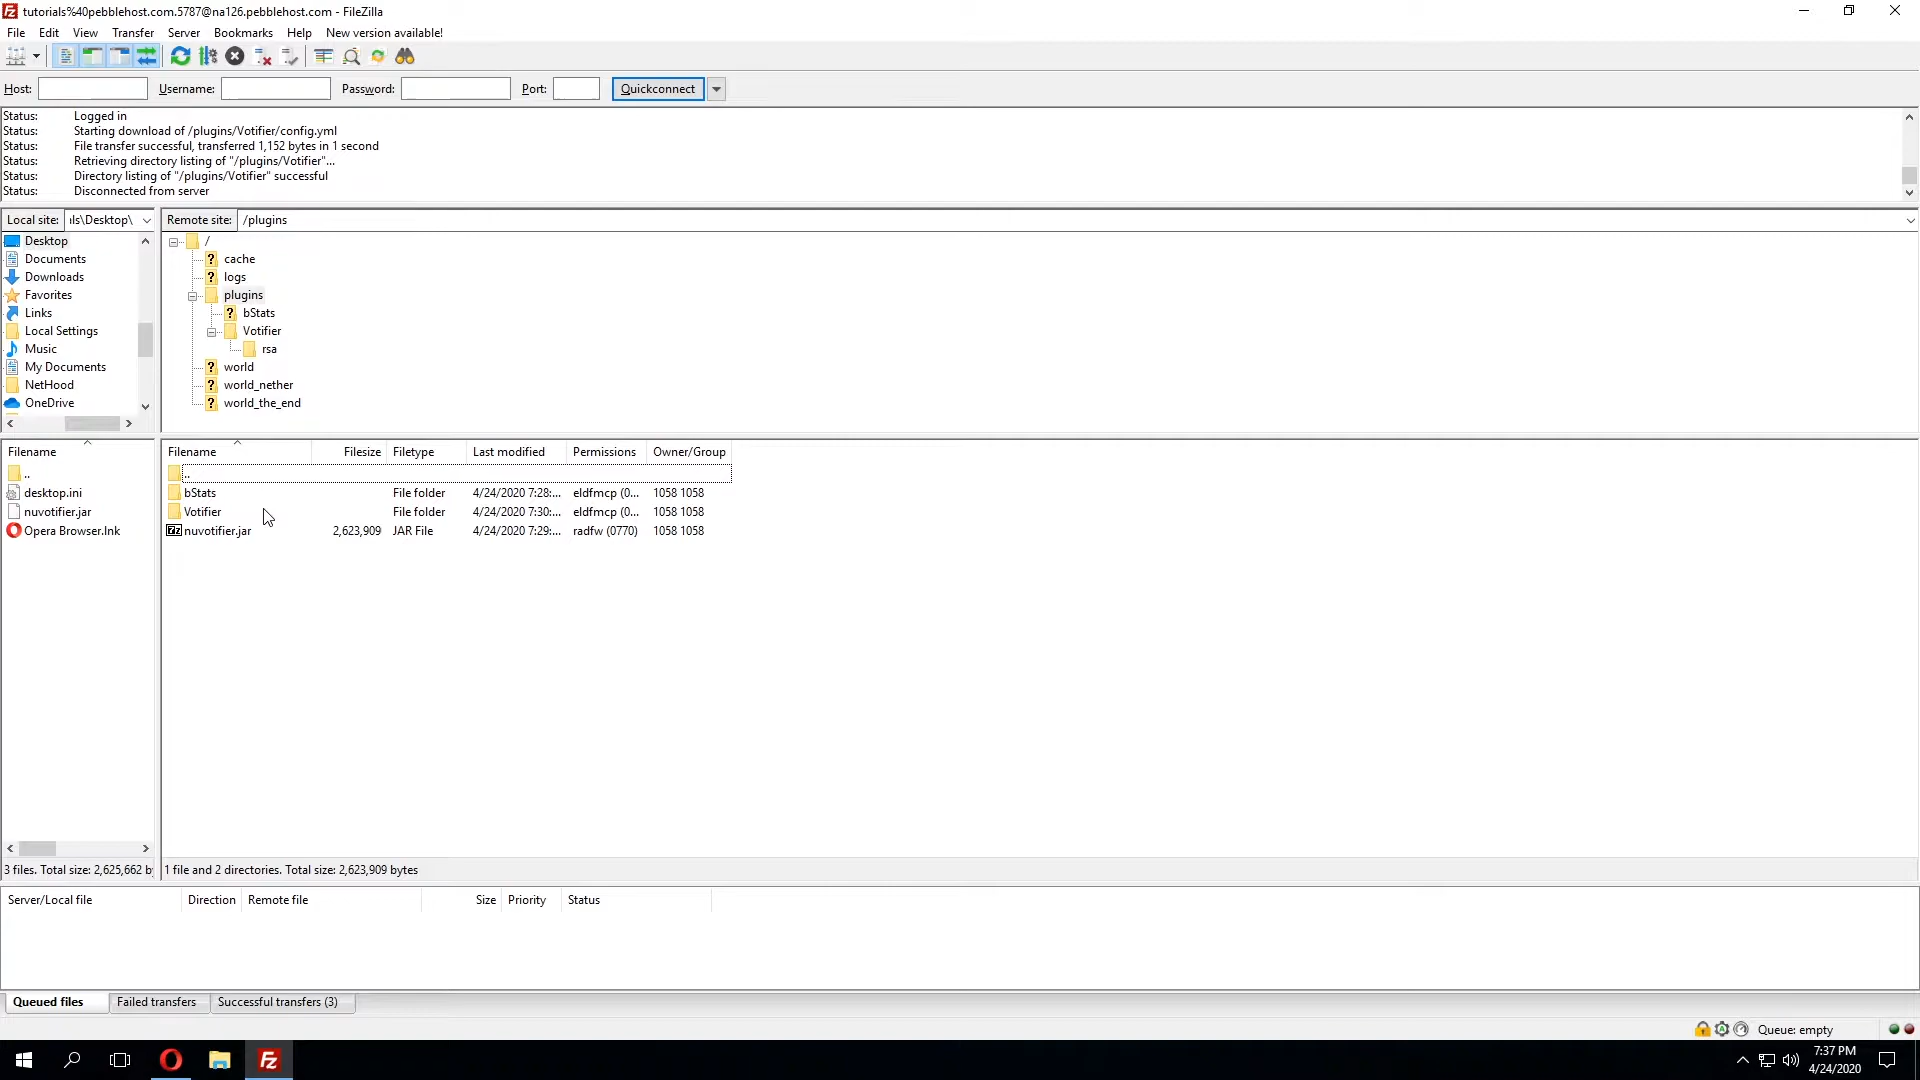 tutorials%40pebblehost.com.5787@na126.pebblehost.com - FileZilla
File Edit View Transfer Server Bookmarks Help New version available!
Host: Username: Password: Port: Quickconnect
Status: Logged in
Status: Starting download of /plugins/Votifier/config.yml
Status: File transfer successful, transferred 1,152 bytes in 1 second
Status: Retrieving directory listing of "/plugins/Votifier"...
Status: Directory listing of "/plugins/Votifier" successful
Status: Disconnected from server
Local site: ıls\Desktop\
Remote site: /plugins
Desktop
Documents
Downloads
Favorites
Links
Local Settings
Music
My Documents
NetHood
OneDrive
/
cache
logs
plugins
bStats
Votifier
rsa
world
world_nether
world_the_end
Filename
..
desktop.ini
nuvotifier.jar
Opera Browser.lnk
3 files. Total size: 2,625,662 b
Filename Filesize Filetype Last modified Permissions Owner/Group
..
bStats File folder 4/24/2020 7:28:... eldfmcp (0... 1058 1058
Votifier File folder 4/24/2020 7:30:... eldfmcp (0... 1058 1058
nuvotifier.jar 2,623,909 JAR File 4/24/2020 7:29:... radfw (0770) 1058 1058
1 file and 2 directories. Total size: 2,623,909 bytes
Server/Local file Direction Remote file Size Priority Status
Queued files Failed transfers Successful transfers (3)
Queue: empty
7:37 PM
4/24/2020